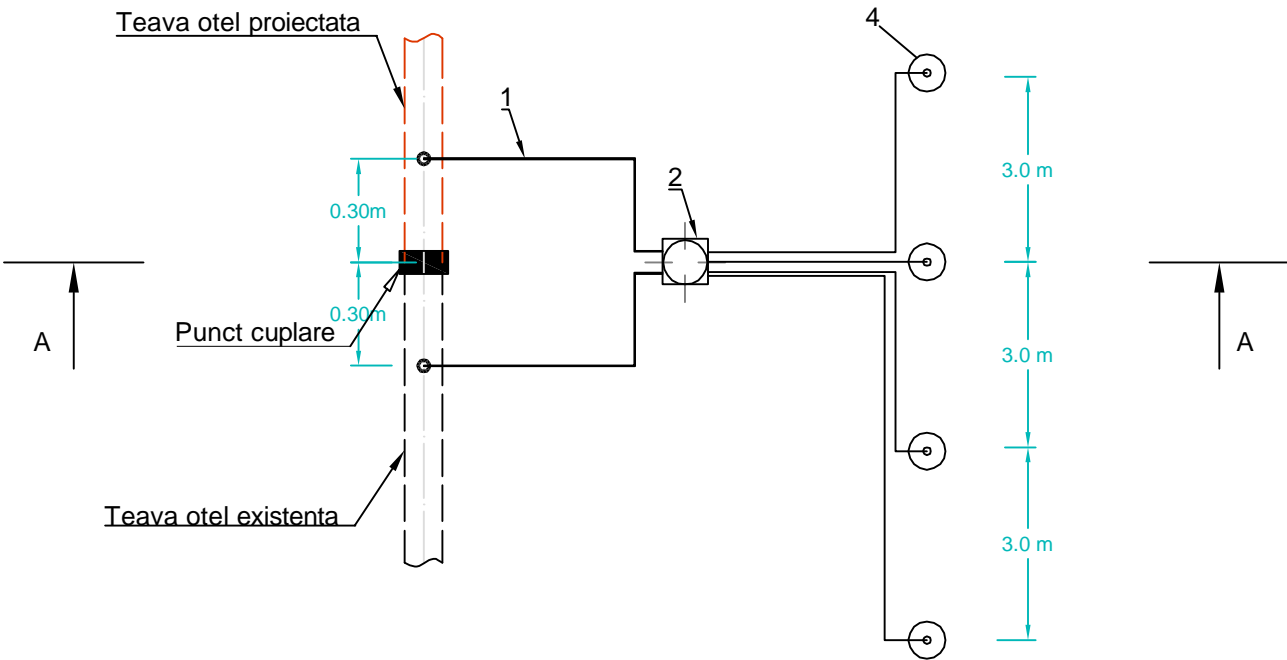 Teava otel proiectata
4
1
3.0 m
2
0.30m
0.30m
Punct cuplare
A
A
3.0 m
Teava otel existenta
3.0 m